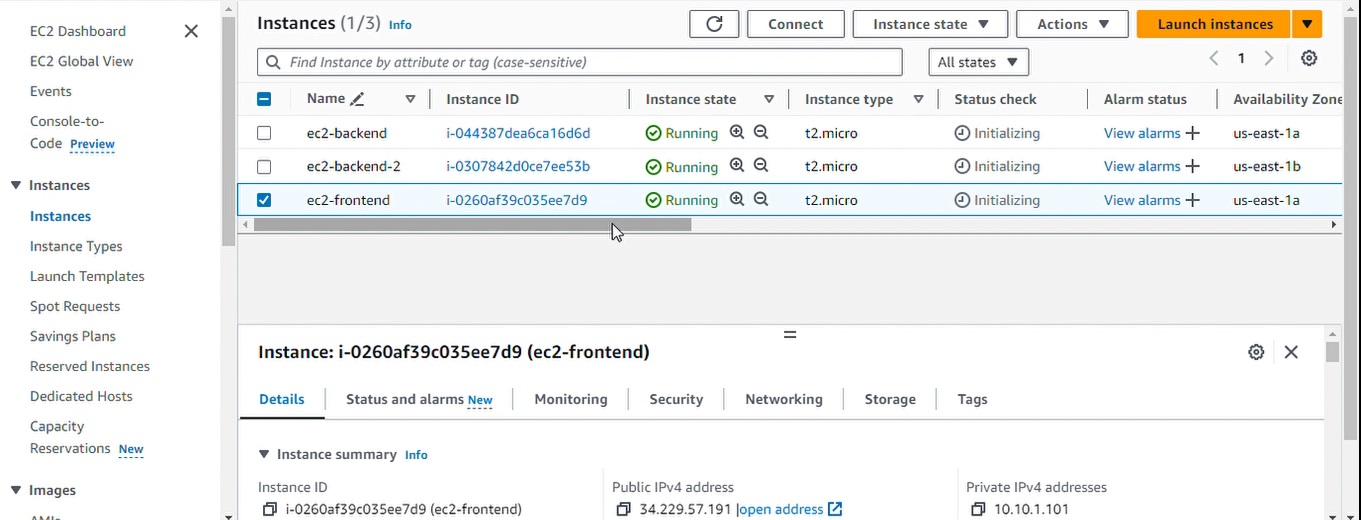 EC2 Dashboard
EC2 Global View
Events
Console-to-
Code Preview
Instances
Instances
Instance Types
Launch Templates
Spot Requests
Savings Plans
Reserved Instances
Dedicated Hosts
Capacity
Reservations New
Images
AMIs
Instances (1/3) Info
Connect Instance state Actions Launch instances
Find Instance by attribute or tag (case-sensitive) All states 1
Name Instance ID Instance state Instance type Status check Alarm status Availability Zone
ec2-backend i-044387dea6ca16d6d Running t2.micro Initializing View alarms + us-east-1a
ec2-backend-2 i-0307842d0ce7ee53b Running t2.micro Initializing View alarms + us-east-1b
ec2-frontend i-0260af39c035ee7d9 Running t2.micro Initializing View alarms + us-east-1a
Instance: i-0260af39c035ee7d9 (ec2-frontend)
Details Status and alarms New Monitoring Security Networking Storage Tags
Instance summary Info
Instance ID Public IPv4 address Private IPv4 addresses
i-0260af39c035ee7d9 (ec2-frontend) 34.229.57.191 |open address 10.10.1.101